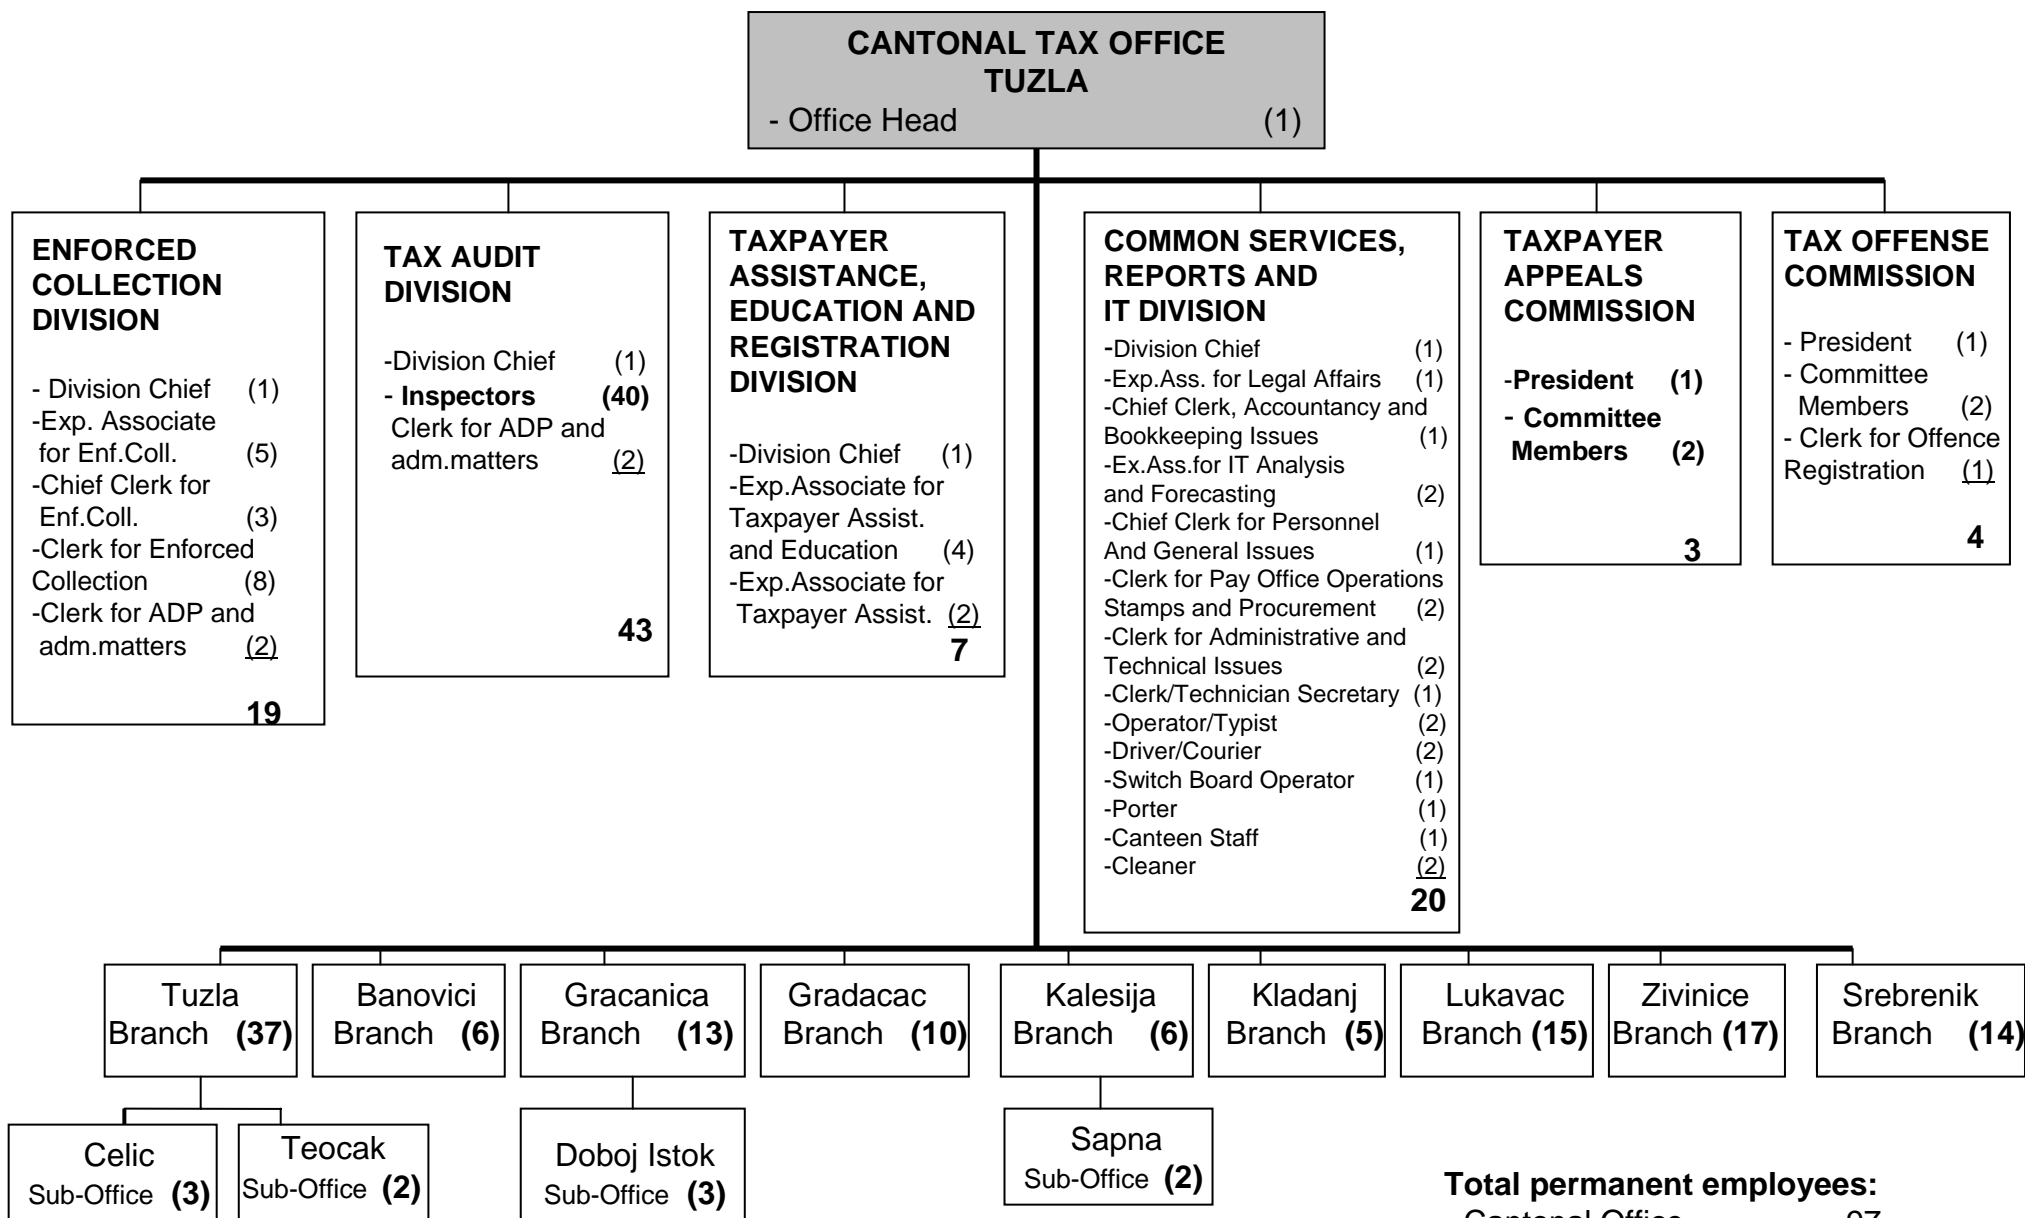 CANTONAL TAX OFFICE
TUZLA
- Office Head (1)
ENFORCED
COLLECTION
DIVISION
- Division Chief (1)
-Exp. Associate
for Enf.Coll. (5)
-Chief Clerk for
Enf.Coll. (3)
-Clerk for Enforced
Collection (8)
-Clerk for ADP and
adm.matters (2)
19
TAX AUDIT
DIVISION
-Division Chief (1)
- Inspectors (40)
Clerk for ADP and
adm.matters (2)
43
TAXPAYER
ASSISTANCE,
EDUCATION AND
REGISTRATION
DIVISION
-Division Chief (1)
-Exp.Associate for
Taxpayer Assist.
and Education (4)
-Exp.Associate for
Taxpayer Assist. (2)
7
COMMON SERVICES,
REPORTS AND
IT DIVISION
-Division Chief (1)
-Exp.Ass. for Legal Affairs (1)
-Chief Clerk, Accountancy and
Bookkeeping Issues (1)
-Ex.Ass.for IT Analysis
and Forecasting (2)
-Chief Clerk for Personnel
And General Issues (1)
-Clerk for Pay Office Operations
Stamps and Procurement (2)
-Clerk for Administrative and
Technical Issues (2)
-Clerk/Technician Secretary (1)
-Operator/Typist (2)
-Driver/Courier (2)
-Switch Board Operator (1)
-Porter (1)
-Canteen Staff (1)
-Cleaner (2)
20
TAXPAYER
APPEALS
COMMISSION
-President (1)
- Committee
Members (2)
3
TAX OFFENSE
COMMISSION
- President (1)
- Committee
Members (2)
- Clerk for Offence
Registration (1)
4
Tuzla
Branch (37)
Banovici
Branch (6)
Gracanica
Branch (13)
Gradacac
Branch (10)
Kalesija
Branch (6)
Kladanj
Branch (5)
Lukavac
Branch (15)
Zivinice
Branch (17)
Srebrenik
Branch (14)
Celic
Sub-Office (3)
Teocak
Sub-Office (2)
Doboj Istok
Sub-Office (3)
Sapna
Sub-Office (2)
Total permanent employees:
Cantonal Office 97